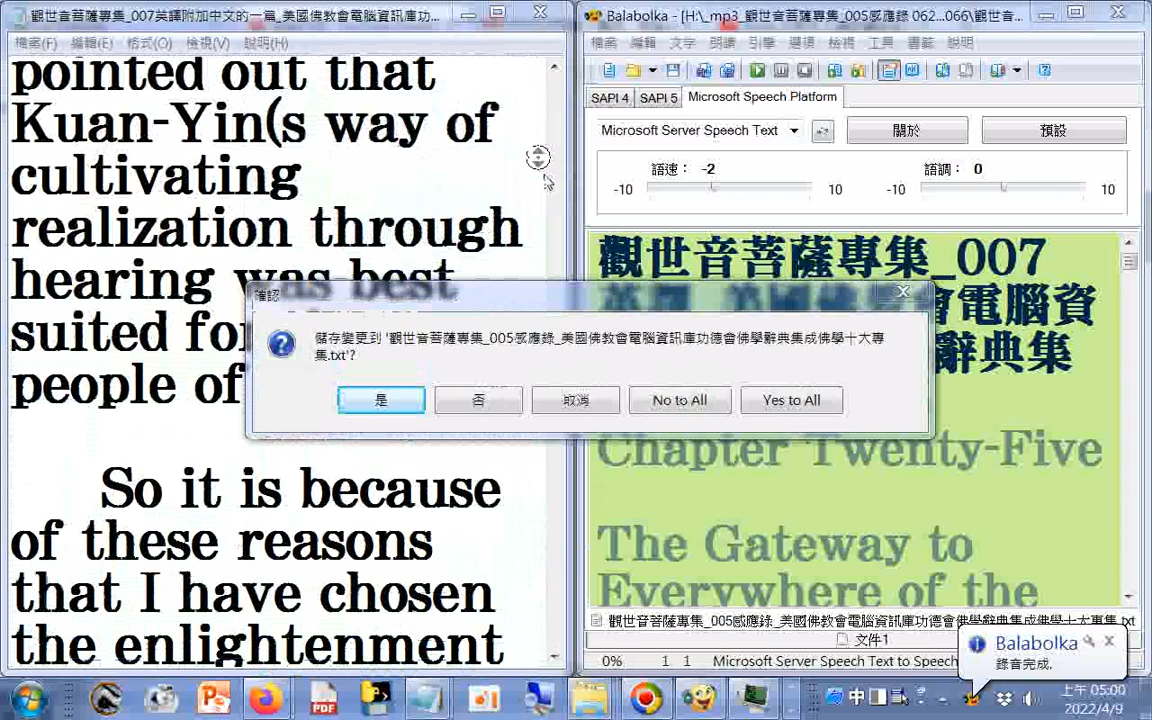 觀世音菩薩專集_007英譯附加中文的一篇_美國佛教會電腦資訊庫功...
檔案(F) 編輯(E) 格式(O) 檢視(V) 說明(H)
pointed out that
Kuan-Yin(s way of
cultivating
realization through
hearing was best
suited for
people of
So it is because
of these reasons
that I have chosen
the enlightenment
Balabolka - [H:\_mp3_觀世音菩薩專集_005感應錄 062...066\觀世音...
檔案 編輯 文字 朗讀 引擎 選項 檢視 工具 書籤 說明
SAPI 4 SAPI 5 Microsoft Speech Platform
Microsoft Server Speech Text 關於 預設
語速: -2 語調: 0
-10 10 -10 10
觀世音菩薩專集_007
英譯_美國佛教會電腦資
辭典集
Chapter Twenty-Five
The Gateway to
Everywhere of the
觀世音菩薩專集_005感應錄_美國佛教會電腦資訊庫功德會佛學辭典集成佛學十大專集.txt
文件1
0% 1 1 Microsoft Server Speech Text to Speech
確認
儲存變更到 '觀世音菩薩專集_005感應錄_美國佛教會電腦資訊庫功德會佛學辭典集成佛學十大專
集.txt'?
是 否 取消 No to All Yes to All
Balabolka
錄音完成.
中
上午 05:00
2022/4/9